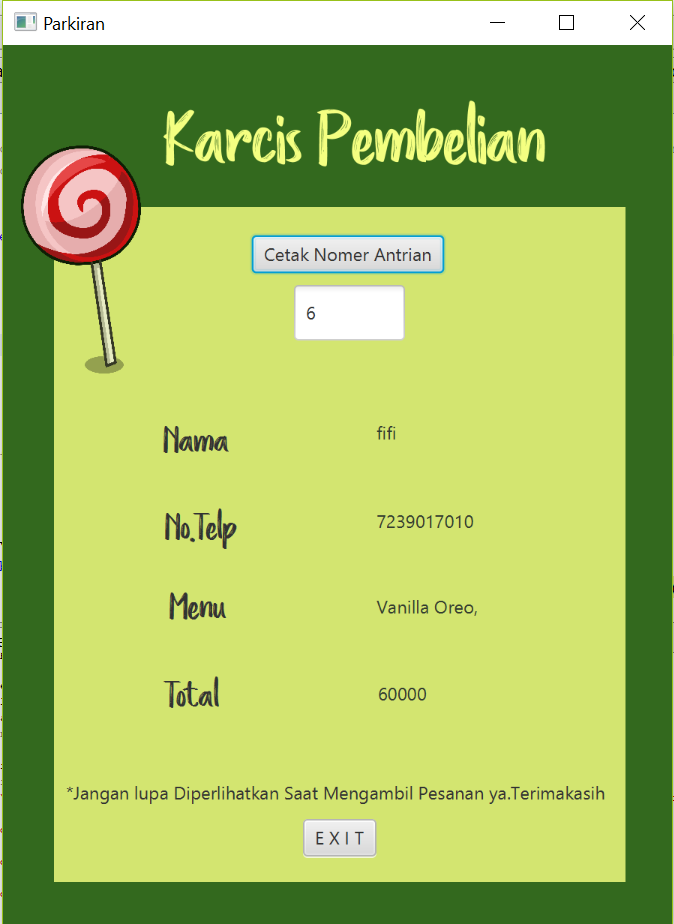 Parkiran
Karcis Pembelian
Cetak Nomer Antrian
6
Nama fifi
No.Telp 7239017010
Menu Vanilla Oreo,
Total 60000
*Jangan lupa Diperlihatkan Saat Mengambil Pesanan ya.Terimakasih
E X I T